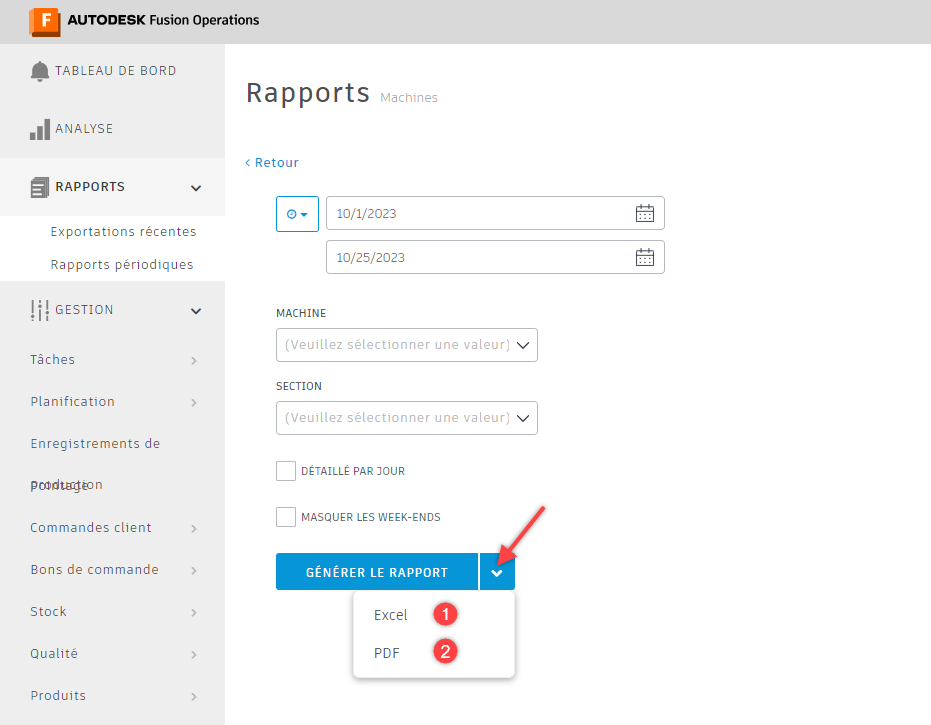 F AUTODESK Fusion Operations
TABLEAU DE BORD
ANALYSE
RAPPORTS
Exportations récentes
Rapports périodiques
GESTION
Tâches
Planification
Enregistrements de
production
Pointage
Commandes client
Bons de commande
Stock
Qualité
Produits
Rapports Machines
< Retour
10/1/2023
10/25/2023
MACHINE
(Veuillez sélectionner une valeur)
SECTION
(Veuillez sélectionner une valeur)
DÉTAILLÉ PAR JOUR
MASQUER LES WEEK-ENDS
GÉNÉRER LE RAPPORT
Excel 1
PDF 2